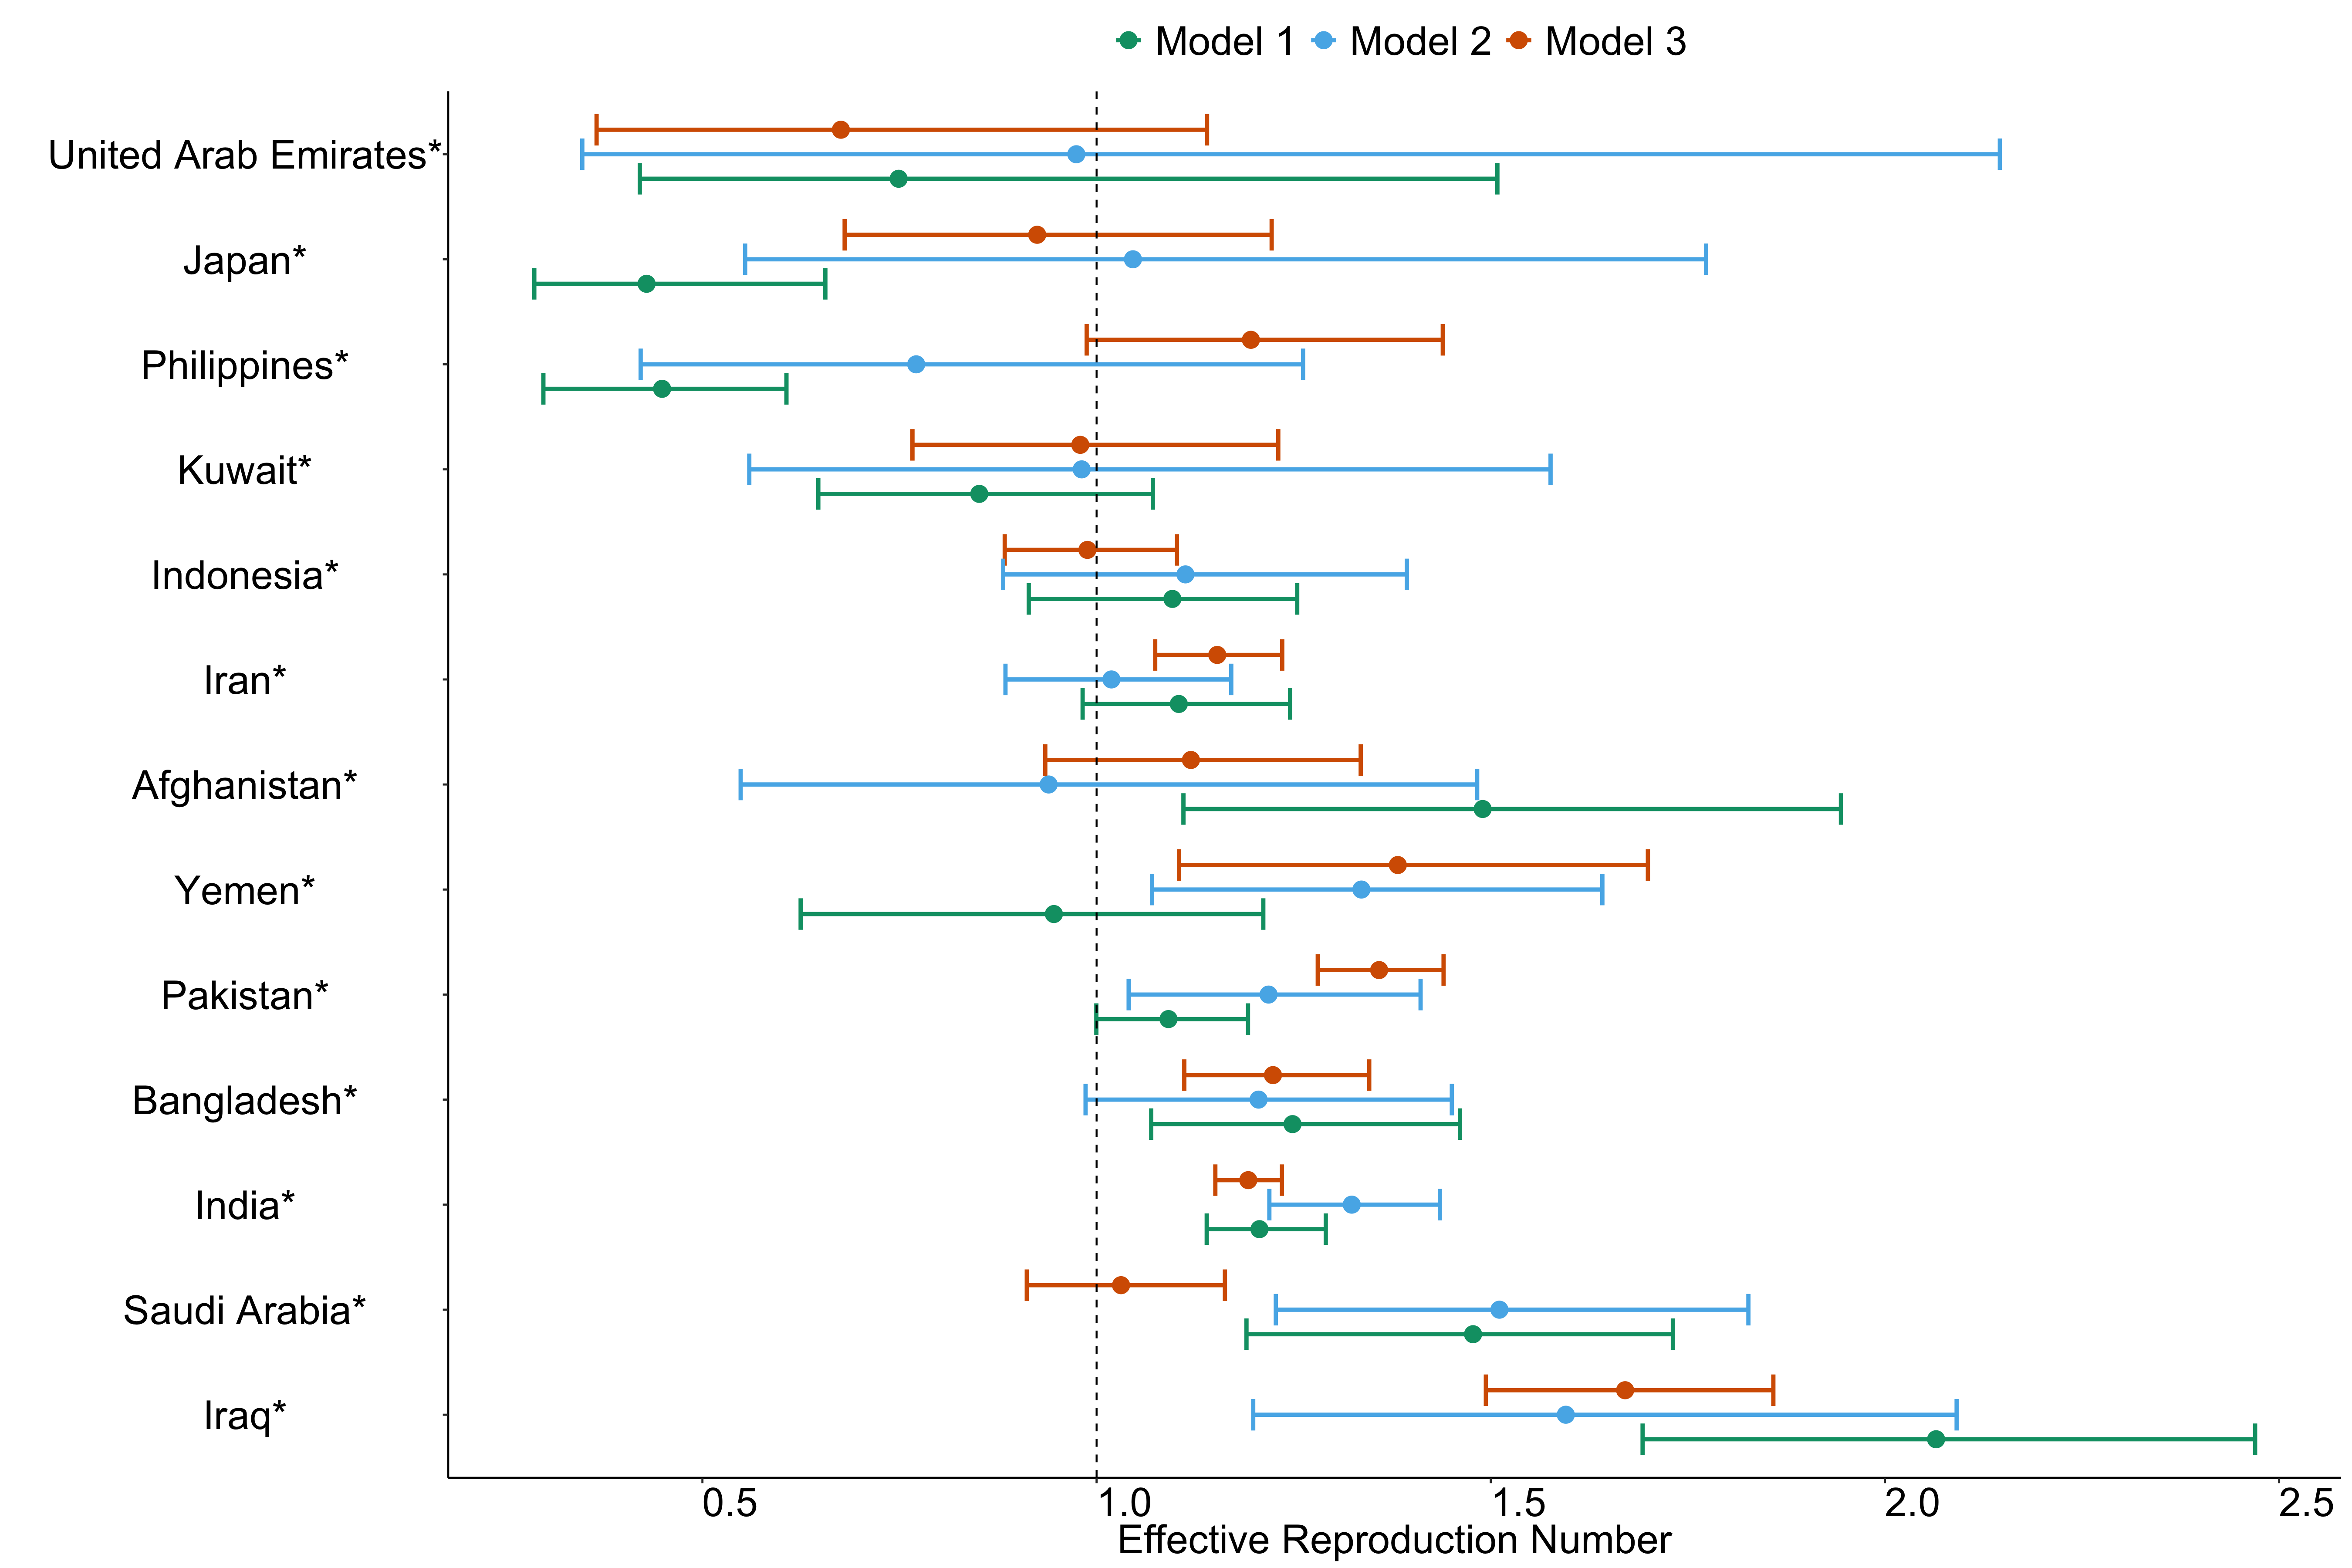 Model 1 Model 2 Model 3
United Arab Emirates*
Japan*
Philippines*
Kuwait*
Indonesia*
Iran*
Afghanistan*
Yemen*
Pakistan*
Bangladesh*
India*
Saudi Arabia*
Iraq*
0.5 1.0 1.5 2.0 2.5
Effective Reproduction Number